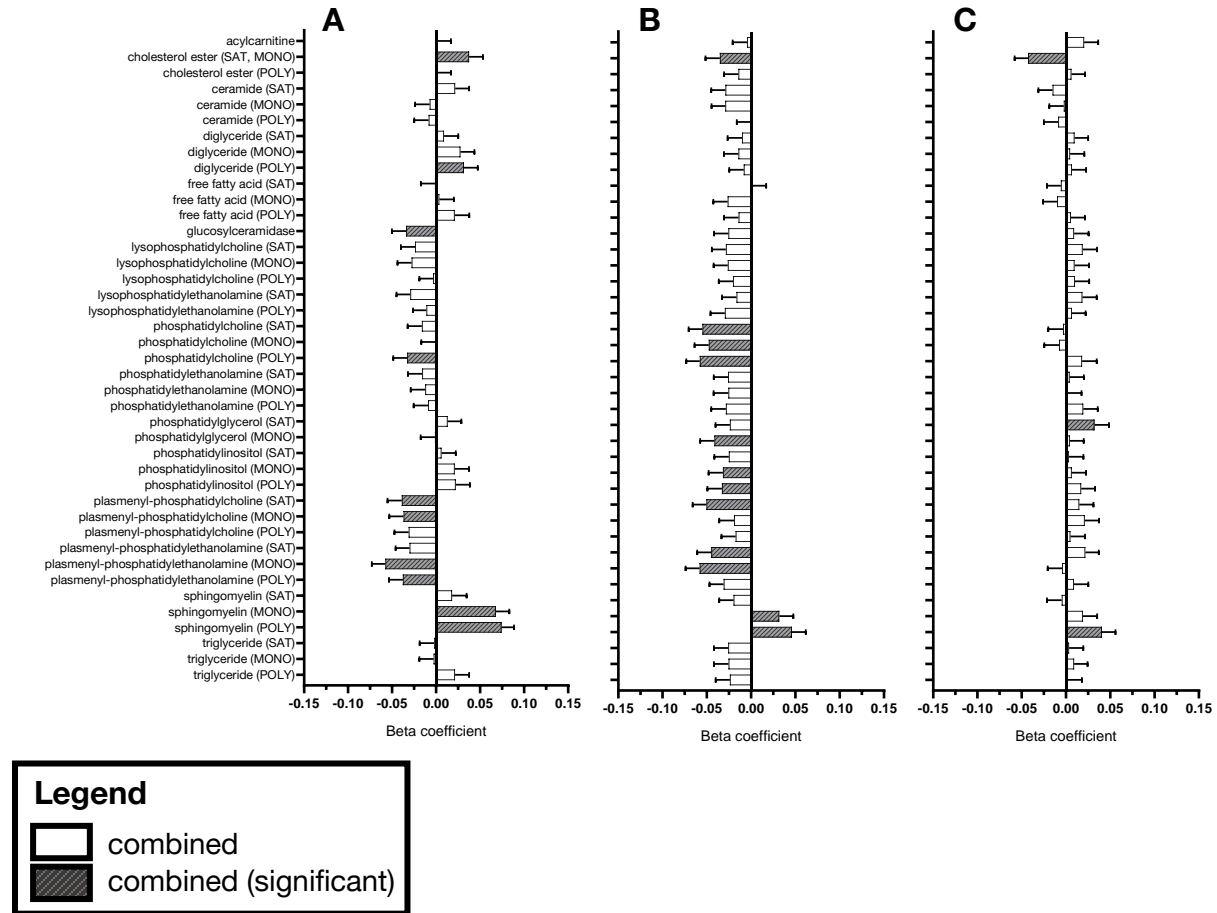 A B C
acylcarnitine
cholesterol ester (SAT, MONO)
cholesterol ester (POLY)
ceramide (SAT)
ceramide (MONO)
ceramide (POLY)
diglyceride (SAT)
diglyceride (MONO)
diglyceride (POLY)
free fatty acid (SAT)
free fatty acid (MONO)
free fatty acid (POLY)
glucosylceramidase
lysophosphatidylcholine (SAT)
lysophosphatidylcholine (MONO)
lysophosphatidylcholine (POLY)
lysophosphatidylethanolamine (SAT)
lysophosphatidylethanolamine (POLY)
phosphatidylcholine (SAT)
phosphatidylcholine (MONO)
phosphatidylcholine (POLY)
phosphatidylethanolamine (SAT)
phosphatidylethanolamine (MONO)
phosphatidylethanolamine (POLY)
phosphatidylglycerol (SAT)
phosphatidylglycerol (MONO)
phosphatidylinositol (SAT)
phosphatidylinositol (MONO)
phosphatidylinositol (POLY)
plasmenyl-phosphatidylcholine (SAT)
plasmenyl-phosphatidylcholine (MONO)
plasmenyl-phosphatidylcholine (POLY)
plasmenyl-phosphatidylethanolamine (SAT)
plasmenyl-phosphatidylethanolamine (MONO)
plasmenyl-phosphatidylethanolamine (POLY)
sphingomyelin (SAT)
sphingomyelin (MONO)
sphingomyelin (POLY)
triglyceride (SAT)
triglyceride (MONO)
triglyceride (POLY)
-0.15 -0.10 -0.05 0.00 0.05 0.10 0.15
Beta coefficient
-0.15 -0.10 -0.05 0.00 0.05 0.10 0.15
Beta coefficient
-0.15 -0.10 -0.05 0.00 0.05 0.10 0.15
Beta coefficient
Legend
combined
combined (significant)